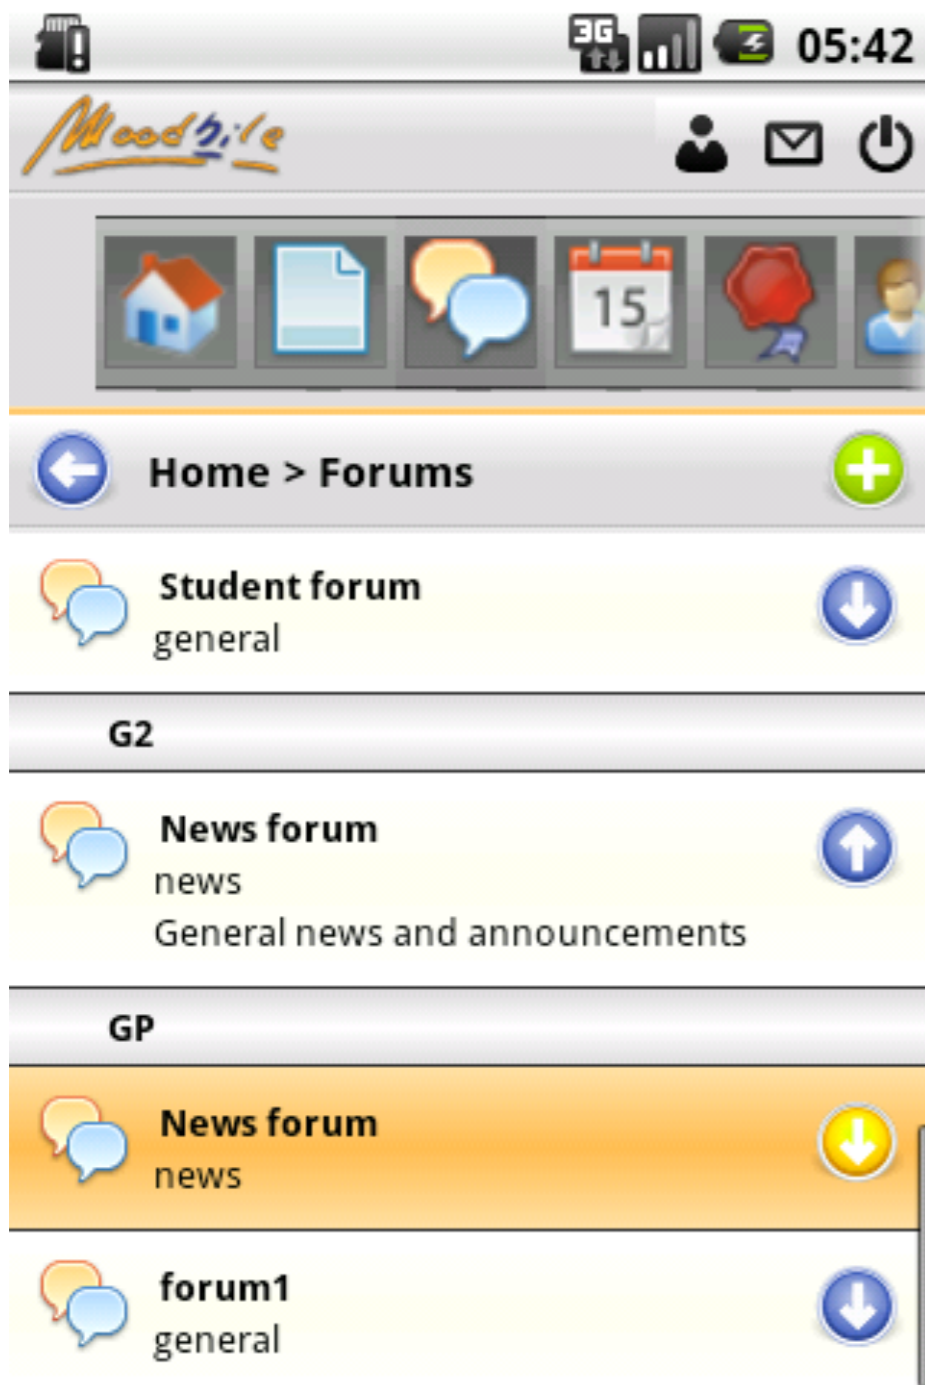 3G
05:42
Moodbile
15
Home > Forums
Student forum
general
G2
News forum
news
General news and announcements
GP
News forum
news
forum1
general